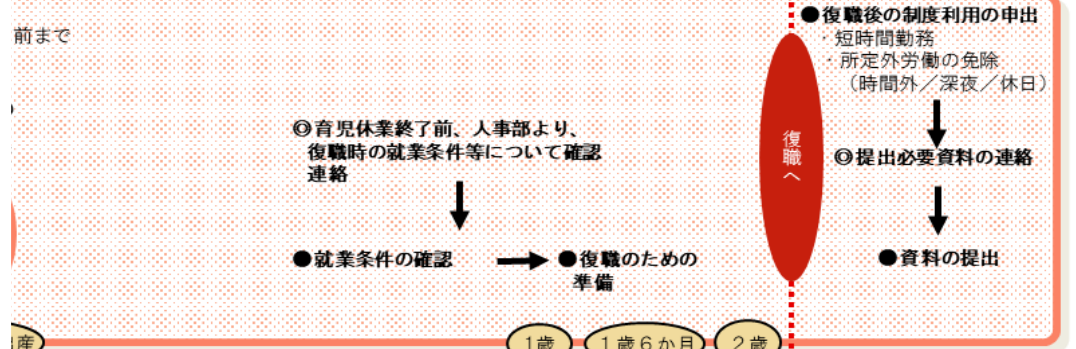 前まで
◎育児休業終了前、人事部より、
復職時の就業条件等について確認
連絡
●就業条件の確認
●復職のための
準備
復職へ
●復職後の制度利用の申出
・短時間勤務
・所定外労働の免除
（時間外／深夜／休日）
◎提出必要資料の連絡
●資料の提出
産
1歳
1歳6か月
2歳